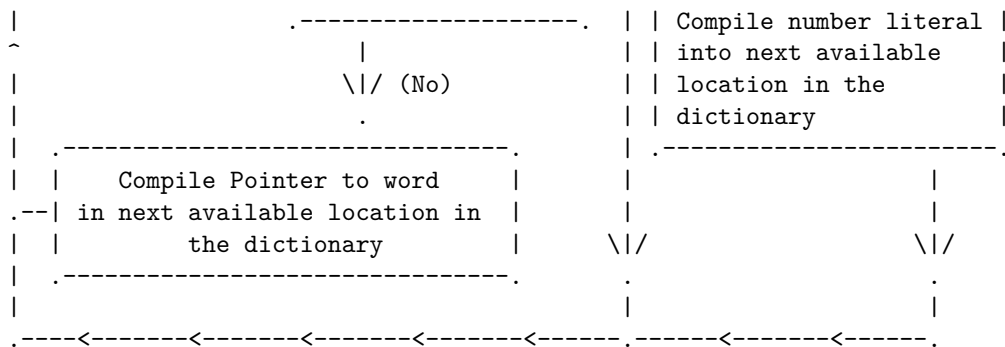 |                   .--------------------.  | | Compile number literal |
^                        |                  | | into next available    |
|                       \|/ (No)            | | location in the        |
|                        .                  | | dictionary             |
|  .--------------------------------.       | .------------------------.
|  |    Compile Pointer to word     |       |                   |
.--| in next available location in  |       |                   |
|  |         the dictionary         |      \|/                 \|/
|  .--------------------------------.       .                   .
|                                           |                   |
.----<-------<-------<-------<-------<------.------<-------<------.